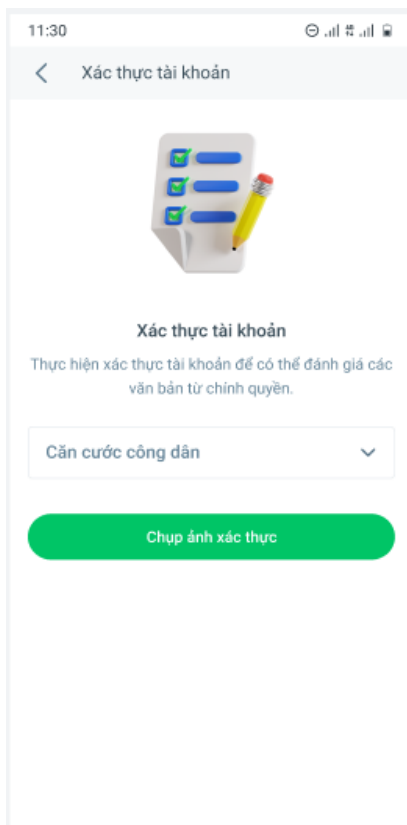 11:30
Xác thực tài khoản
Xác thực tài khoản
Thực hiện xác thực tài khoản để có thể đánh giá các
văn bản từ chính quyền.
Căn cước công dân
Chụp ảnh xác thực